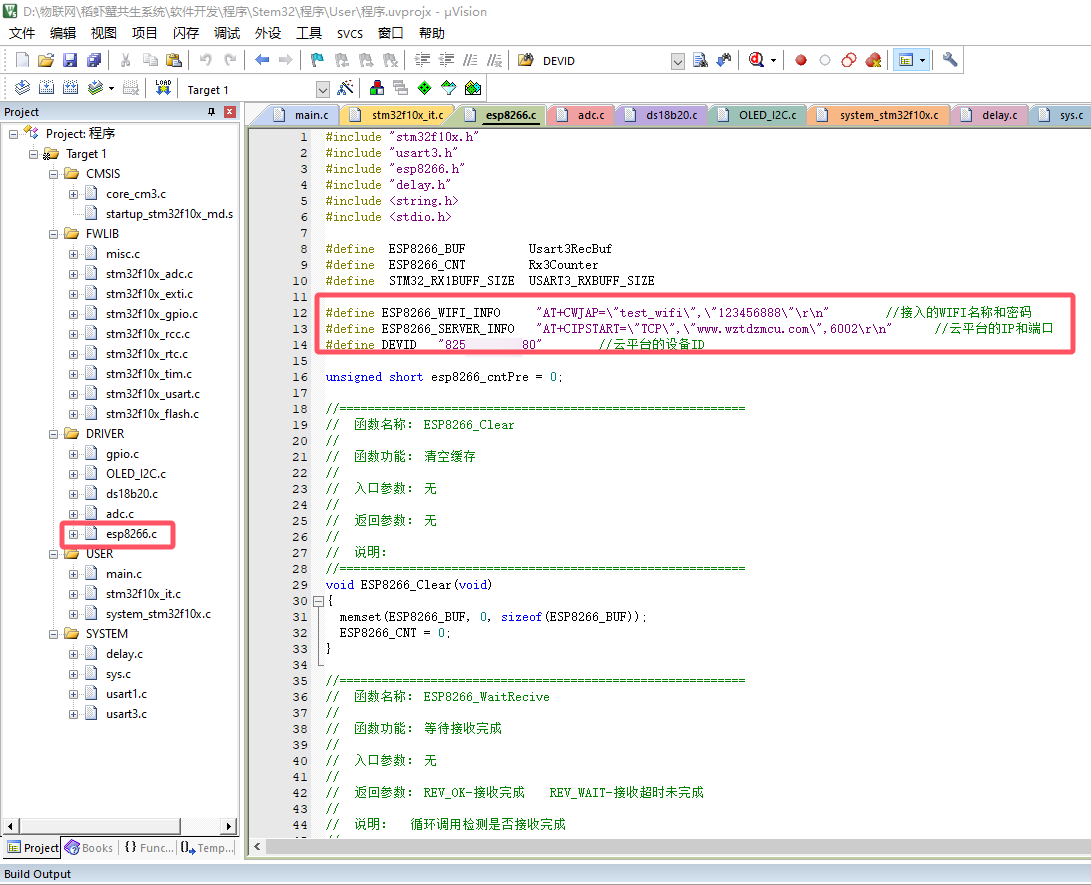 D:\物联网\稻虾蟹共生系统\软件开发\程序\Stem32\程序\User\程序.uvprojx - µVision
文件 编辑 视图 项目 闪存 调试 外设 工具 SVCS 窗口 帮助
DEVID
LOAD Target 1
Project
Project: 程序
Target 1
CMSIS
core_cm3.c
startup_stm32f10x_md.s
FWLIB
misc.c
stm32f10x_adc.c
stm32f10x_exti.c
stm32f10x_gpio.c
stm32f10x_rcc.c
stm32f10x_rtc.c
stm32f10x_tim.c
stm32f10x_usart.c
stm32f10x_flash.c
DRIVER
gpio.c
OLED_I2C.c
ds18b20.c
adc.c
esp8266.c
USER
main.c
stm32f10x_it.c
system_stm32f10x.c
SYSTEM
delay.c
sys.c
usart1.c
usart3.c
Project Books {} Func... Temp...
main.c stm32f10x_it.c esp8266.c adc.c ds18b20.c OLED_I2C.c system_stm32f10x.c delay.c sys.c
1 #include "stm32f10x.h"
2 #include "usart3.h"
3 #include "esp8266.h"
4 #include "delay.h"
5 #include <string.h>
6 #include <stdio.h>
7
8 #define ESP8266_BUF Usart3RecBuf
9 #define ESP8266_CNT Rx3Counter
10 #define STM32_RX1BUFF_SIZE USART3_RXBUFF_SIZE
11
12 #define ESP8266_WIFI_INFO "AT+CWJAP=\"test_wifi\",\"123456888\"\r\n" //接入的WIFI名称和密码
13 #define ESP8266_SERVER_INFO "AT+CIPSTART=\"TCP\",\"www.wztdzmcu.com\",6002\r\n" //云平台的IP和端口
14 #define DEVID "825 80" //云平台的设备ID
15
16 unsigned short esp8266_cntPre = 0;
17
18 //==========================================================
19 // 函数名称: ESP8266_Clear
20 //
21 // 函数功能: 清空缓存
22 //
23 // 入口参数: 无
24 //
25 // 返回参数: 无
26 //
27 // 说明:
28 //==========================================================
29 void ESP8266_Clear(void)
30 {
31 memset(ESP8266_BUF, 0, sizeof(ESP8266_BUF));
32 ESP8266_CNT = 0;
33 }
34
35 //==========================================================
36 // 函数名称: ESP8266_WaitRecive
37 //
38 // 函数功能: 等待接收完成
39 //
40 // 入口参数: 无
41 //
42 // 返回参数: REV_OK-接收完成 REV_WAIT-接收超时未完成
43 //
44 // 说明: 循环调用检测是否接收完成
Build Output